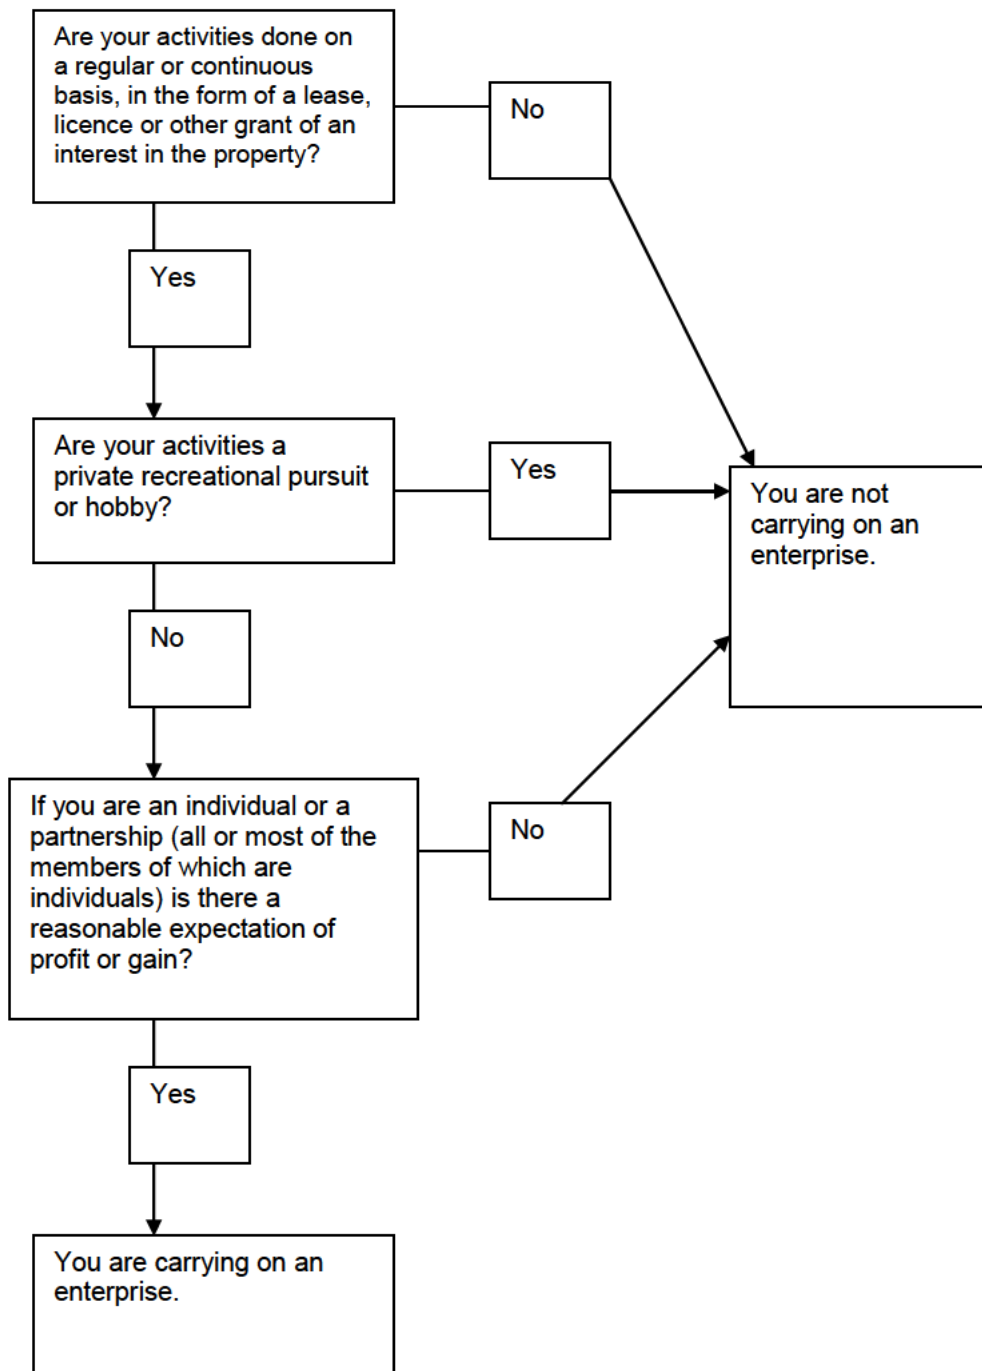 Are your activities done on
a regular or continuous
basis, in the form of a lease,
licence or other grant of an
interest in the property?
No
Yes
Are your activities a
private recreational pursuit
or hobby?
Yes
You are not
carrying on an
enterprise.
No
If you are an individual or a
partnership (all or most of the
members of which are
individuals) is there a
reasonable expectation of
profit or gain?
No
Yes
You are carrying on an
enterprise.